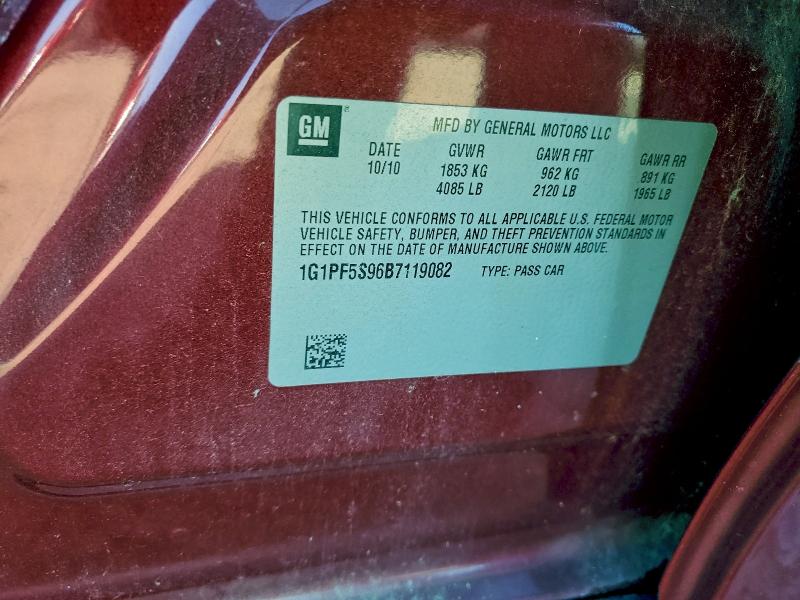 GM
MFD BY GENERAL MOTORS LLC
DATE GVWR GAWR FRT GAWR RR
10/10 1853 KG 962 KG 891 KG
4085 LB 2120 LB 1965 LB
THIS VEHICLE CONFORMS TO ALL APPLICABLE U.S. FEDERAL MOTOR
VEHICLE SAFETY, BUMPER, AND THEFT PREVENTION STANDARDS IN
EFFECT ON THE DATE OF MANUFACTURE SHOWN ABOVE.
1G1PF5S96B7119082 TYPE: PASS CAR